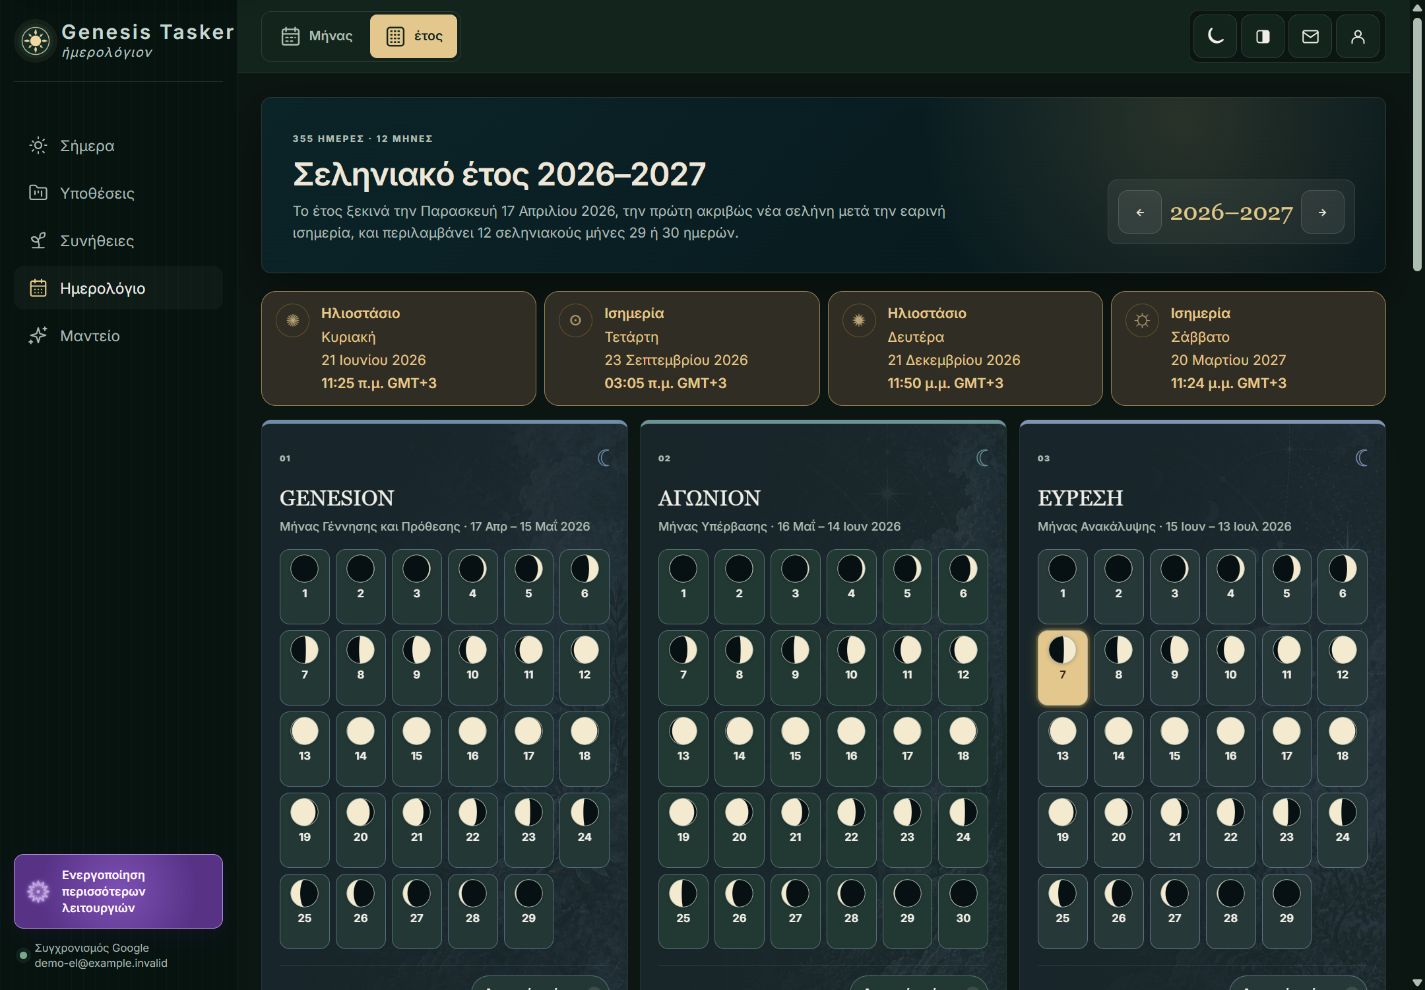 Genesis Tasker
ἡμερολόγιον
Μήνας
έτος
Σήμερα
Υποθέσεις
Συνήθειες
Ημερολόγιο
Μαντείο
Ενεργοποίηση
περισσότερων
λειτουργιών
Συγχρονισμός Google
demo-el@example.invalid
355 ΗΜΕΡΕΣ · 12 ΜΗΝΕΣ
Σεληνιακό έτος 2026–2027
Το έτος ξεκινά την Παρασκευή 17 Απριλίου 2026, την πρώτη ακριβώς νέα σελήνη μετά την εαρινή
ισημερία, και περιλαμβάνει 12 σεληνιακούς μήνες 29 ή 30 ημερών.
← 2026–2027 →
Ηλιοστάσιο
Κυριακή
21 Ιουνίου 2026
11:25 π.μ. GMT+3
Ισημερία
Τετάρτη
23 Σεπτεμβρίου 2026
03:05 π.μ. GMT+3
Ηλιοστάσιο
Δευτέρα
21 Δεκεμβρίου 2026
11:50 μ.μ. GMT+3
Ισημερία
Σάββατο
20 Μαρτίου 2027
11:24 μ.μ. GMT+3
01
GENESION
Μήνας Γέννησης και Πρόθεσης · 17 Απρ – 15 Μαΐ 2026
1 2 3 4 5 6
7 8 9 10 11 12
13 14 15 16 17 18
19 20 21 22 23 24
25 26 27 28 29
02
ΑΓΩΝΙΟΝ
Μήνας Υπέρβασης · 16 Μαΐ – 14 Ιουν 2026
1 2 3 4 5 6
7 8 9 10 11 12
13 14 15 16 17 18
19 20 21 22 23 24
25 26 27 28 29 30
03
ΕΥΡΕΣΗ
Μήνας Ανακάλυψης · 15 Ιουν – 13 Ιουλ 2026
1 2 3 4 5 6
7 8 9 10 11 12
13 14 15 16 17 18
19 20 21 22 23 24
25 26 27 28 29